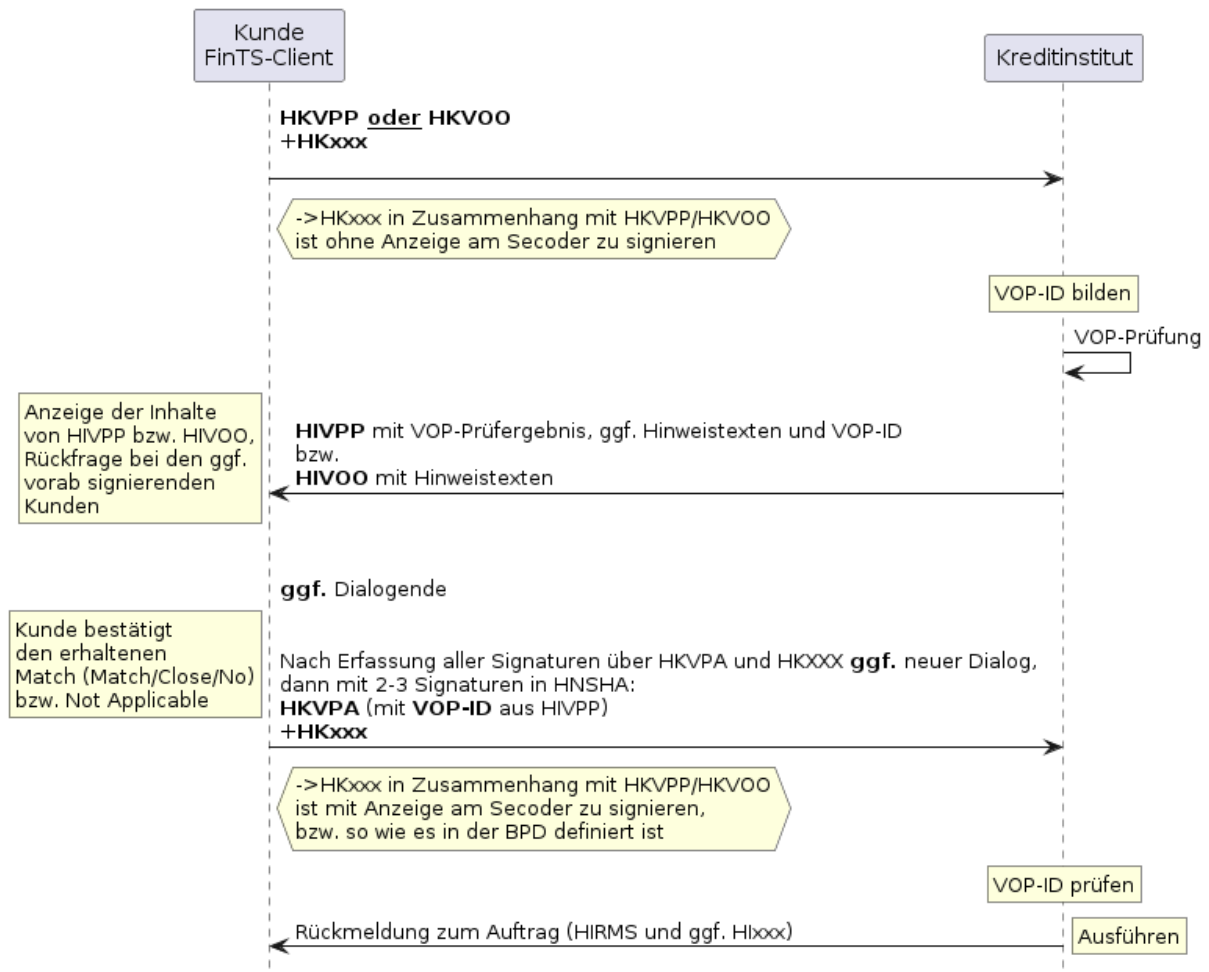 Kunde
FinTS-Client
Kreditinstitut
HKVPP oder HKVOO
+HKxxx
->HKxxx in Zusammenhang mit HKVPP/HKVOO
ist ohne Anzeige am Secoder zu signieren
VOP-ID bilden
VOP-Prüfung
Anzeige der Inhalte
von HIVPP bzw. HIVOO,
Rückfrage bei den ggf.
vorab signierenden
Kunden
HIVPP mit VOP-Prüfergebnis, ggf. Hinweistexten und VOP-ID
bzw.
HIVOO mit Hinweistexten
ggf. Dialogende
Kunde bestätigt
den erhaltenen
Match (Match/Close/No)
bzw. Not Applicable
Nach Erfassung aller Signaturen über HKVPA und HKXXX ggf. neuer Dialog,
dann mit 2-3 Signaturen in HNSHA:
HKVPA (mit VOP-ID aus HIVPP)
+HKxxx
->HKxxx in Zusammenhang mit HKVPP/HKVOO
ist mit Anzeige am Secoder zu signieren,
bzw. so wie es in der BPD definiert ist
VOP-ID prüfen
Rückmeldung zum Auftrag (HIRMS und ggf. HIxxx)
Ausführen